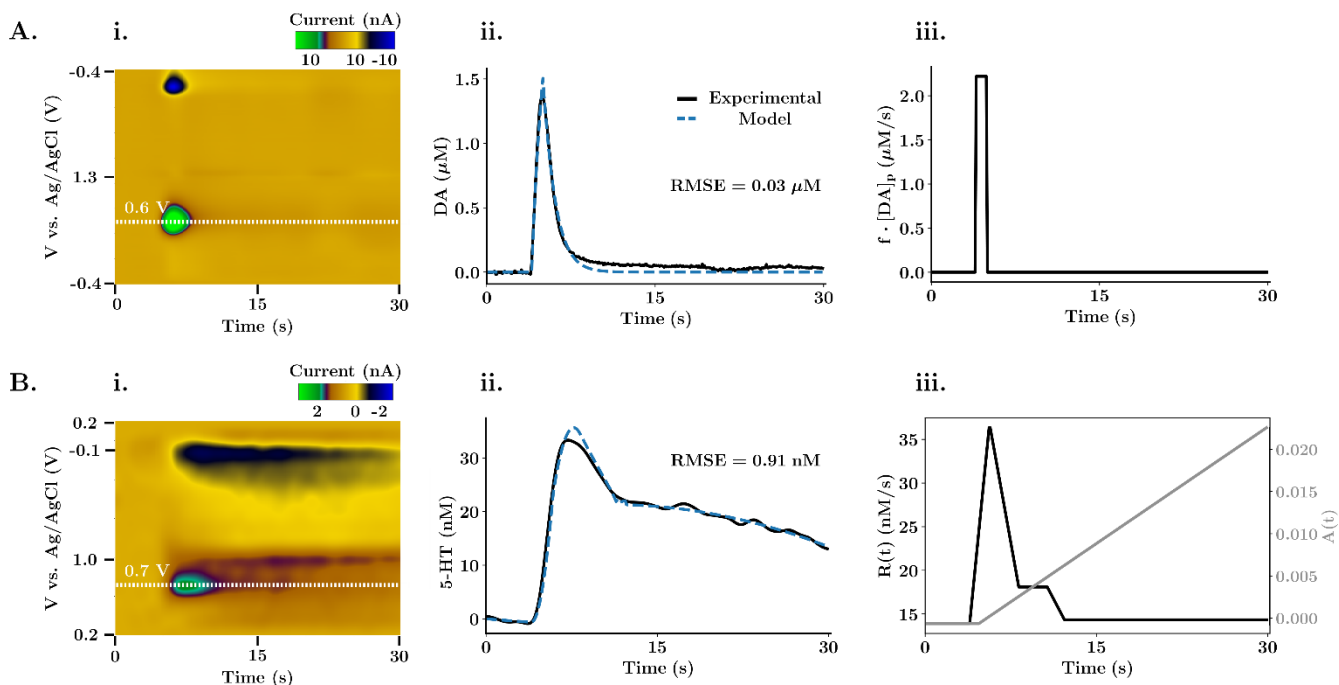 A.
i.
Current (nA)
10 10 -10
V vs. Ag/AgCl (V)
-0.4
1.3
-0.4
0.6 V
0 15 30
Time (s)
ii.
DA (μM)
1.5
1.0
0.5
0.0
Experimental
Model
RMSE = 0.03 μM
0 15 30
Time (s)
iii.
f · [DA]p (μM/s)
2.0
1.5
1.0
0.5
0.0
0 15 30
Time (s)
B.
i.
Current (nA)
2 0 -2
V vs. Ag/AgCl (V)
0.2
-0.1
1.0
0.2
0.7 V
0 15 30
Time (s)
ii.
5-HT (nM)
30
20
10
0
RMSE = 0.91 nM
0 15 30
Time (s)
iii.
R(t) (nM/s)
35
30
25
20
15
A(t)
0.020
0.015
0.010
0.005
0.000
0 15 30
Time (s)